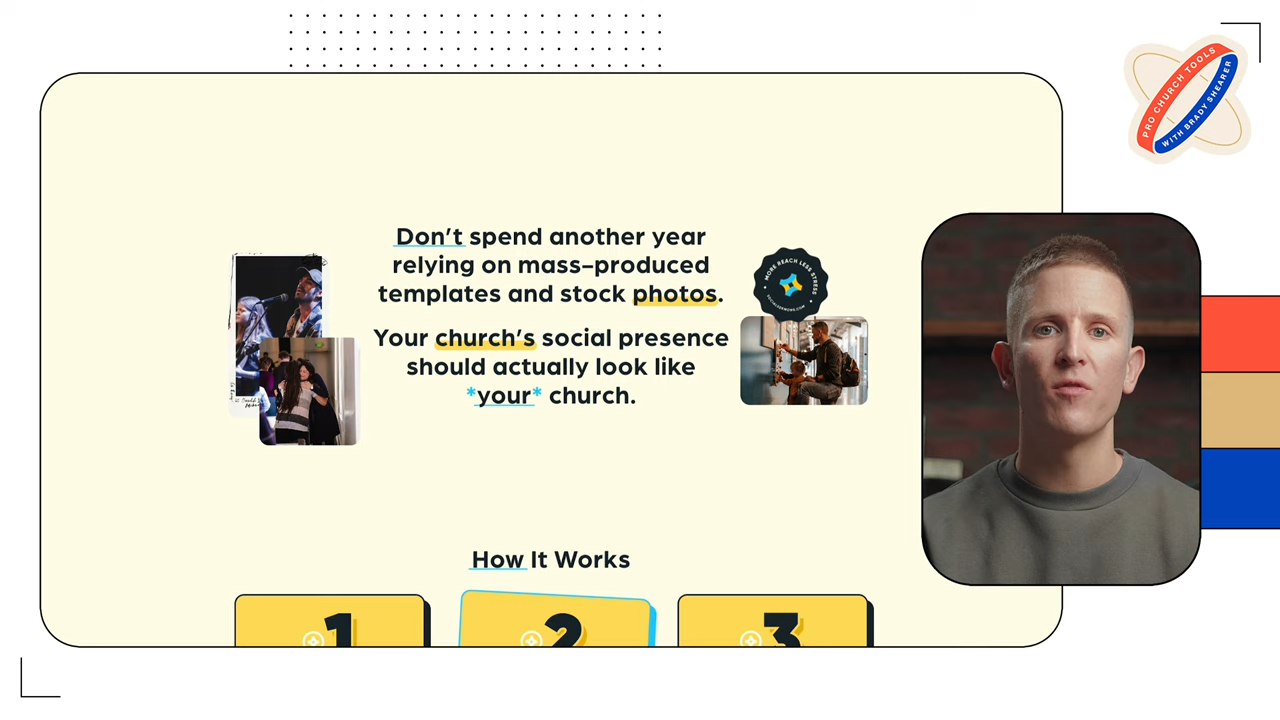 PRO CHURCH TOOLS
WITH BRADY SHEARER
Don't spend another year
relying on mass-produced
templates and stock photos.
Your church's social presence
should actually look like
*your* church.
MORE REACH LESS STRESS
SOCIALSERMONS.COM
How It Works
1
2
3